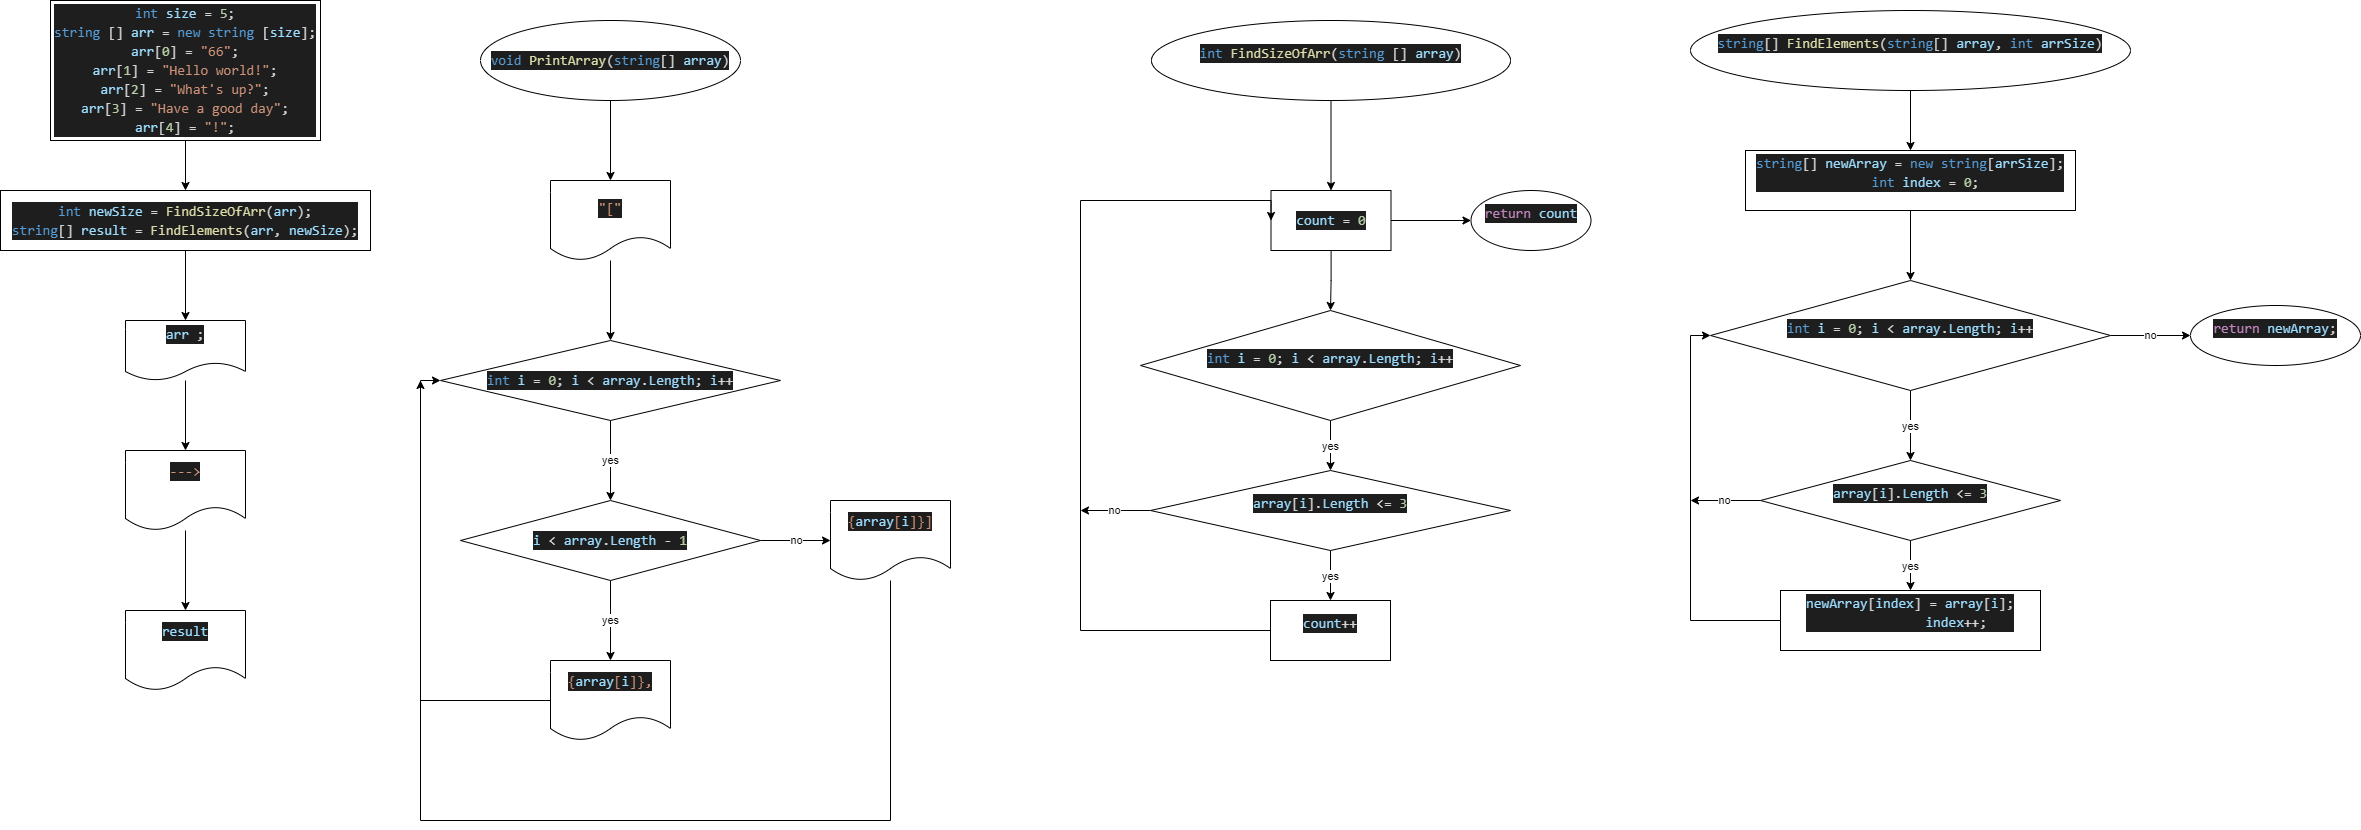 int size = 5;
string [] arr = new string [size];
arr[0] = "66";
arr[1] = "Hello world!";
arr[2] = "What's up?";
arr[3] = "Have a good day";
arr[4] = "!";
int newSize = FindSizeOfArr(arr);
string[] result = FindElements(arr, newSize);
arr ;
--->
result
void PrintArray(string[] array)
"["
int i = 0; i < array.Length; i++
yes
i < array.Length - 1
no
{array[i]}]
yes
{array[i]},
int FindSizeOfArr(string [] array)
count = 0
return count
int i = 0; i < array.Length; i++
yes
array[i].Length <= 3
no
yes
count++
string[] FindElements(string[] array, int arrSize)
string[] newArray = new string[arrSize];
int index = 0;
int i = 0; i < array.Length; i++
no
return newArray;
yes
array[i].Length <= 3
no
yes
newArray[index] = array[i];
index++;